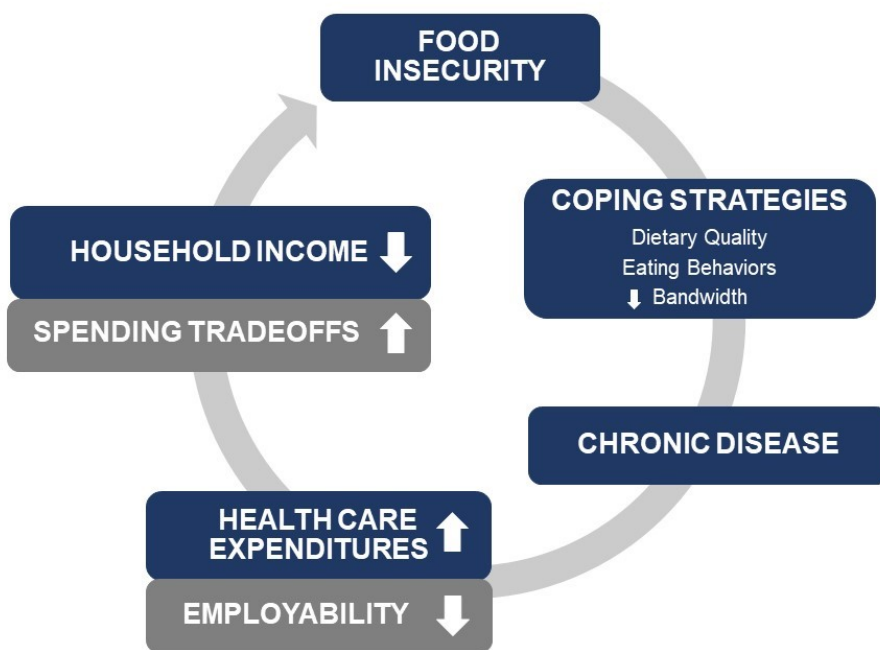 FOOD
INSECURITY
COPING STRATEGIES
Dietary Quality
Eating Behaviors
Bandwidth
CHRONIC DISEASE
HEALTH CARE
EXPENDITURES
EMPLOYABILITY
HOUSEHOLD INCOME
SPENDING TRADEOFFS